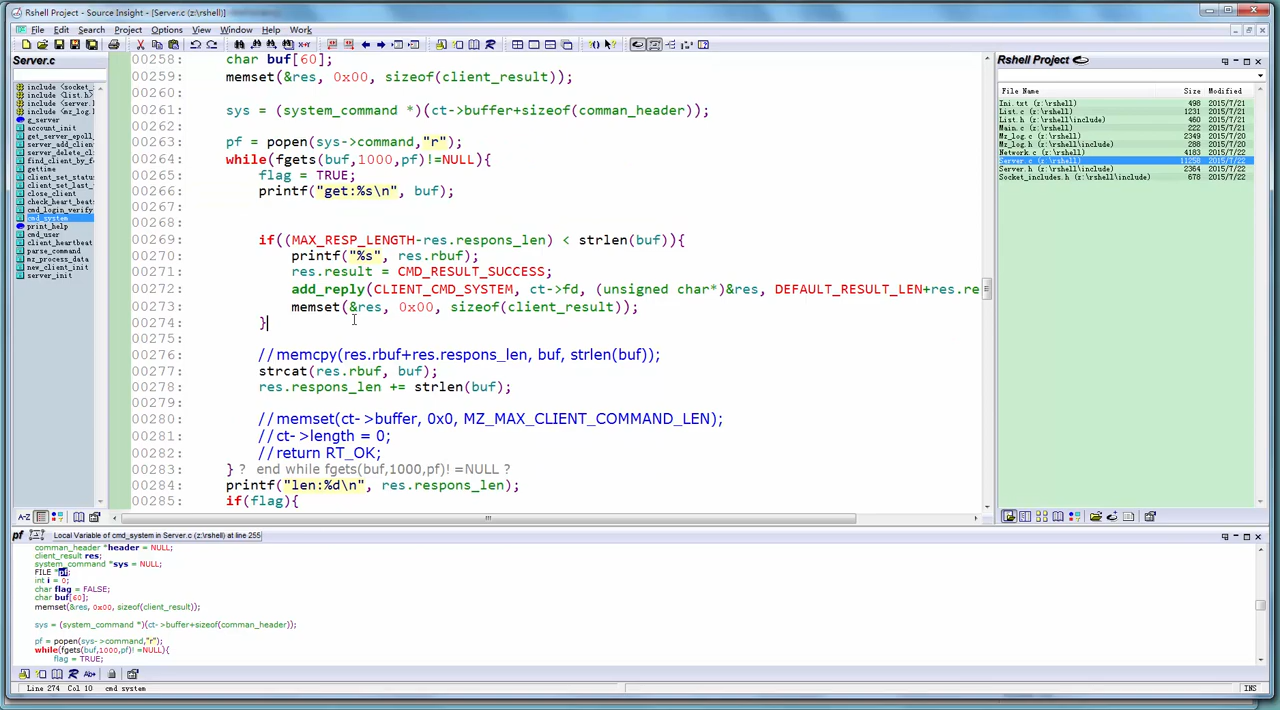 Rshell Project - Source Insight - [Server.c (z:\rshell)]
File Edit Search Project Options View Window Help Work
Server.c
include <socket_
include <list.h>
include <server.l
include <mz_log.
g_server
account_init
get_server_epoll_
server_add_client
server_delete_cl
find_client_by_f
gettime
client_set_status
client_set_last_
close_client
check_heart_beats
cmd_login_verify
cmd_system
print_help
cmd_user
client_heartbeat
parse_command
mz_process_data
new_client_init
server_init
00258: char buf[60];
00259: memset(&res, 0x00, sizeof(client_result));
00260:
00261: sys = (system_command *)(ct->buffer+sizeof(comman_header));
00262:
00263: pf = popen(sys->command,"r");
00264: while(fgets(buf,1000,pf)!=NULL){
00265: flag = TRUE;
00266: printf("get:%s\n", buf);
00267:
00268:
00269: if((MAX_RESP_LENGTH-res.respons_len) < strlen(buf)){
00270: printf("%s", res.rbuf);
00271: res.result = CMD_RESULT_SUCCESS;
00272: add_reply(CLIENT_CMD_SYSTEM, ct->fd, (unsigned char*)&res, DEFAULT_RESULT_LEN+res.re
00273: memset(&res, 0x00, sizeof(client_result));
00274: }
00275:
00276: //memcpy(res.rbuf+res.respons_len, buf, strlen(buf));
00277: strcat(res.rbuf, buf);
00278: res.respons_len += strlen(buf);
00279:
00280: //memset(ct->buffer, 0x0, MZ_MAX_CLIENT_COMMAND_LEN);
00281: //ct->length = 0;
00282: //return RT_OK;
00283: } ? end while fgets(buf,1000,pf)! =NULL ?
00284: printf("len:%d\n", res.respons_len);
00285: if(flag){
Rshell Project
File Name Size Modified
Ini.txt (z:\rshell) 498 2015/7/21
List.c (z:\rshell) 1231 2015/7/21
List.h (z:\rshell\include) 460 2015/7/21
Main.c (z:\rshell) 222 2015/7/21
Mz_log.c (z:\rshell) 2349 2015/7/20
Mz_log.h (z:\rshell\include) 288 2015/7/20
Network.c (z:\rshell) 4183 2015/7/22
Server.c (z:\rshell) 11258 2015/7/22
Server.h (z:\rshell\include) 2364 2015/7/22
Socket_includes.h (z:\rshell\include) 678 2015/7/22
A-Z
pf Local Variable of cmd_system in Server.c (z:\rshell) at line 255
comman_header *header = NULL;
client_result res;
system_command *sys = NULL;
FILE *pf;
int i = 0;
char flag = FALSE;
char buf[60];
memset(&res, 0x00, sizeof(client_result));
sys = (system_command *)(ct->buffer+sizeof(comman_header));
pf = popen(sys->command,"r");
while(fgets(buf,1000,pf)!=NULL){
flag = TRUE;
Line 274 Col 10 cmd system
INS